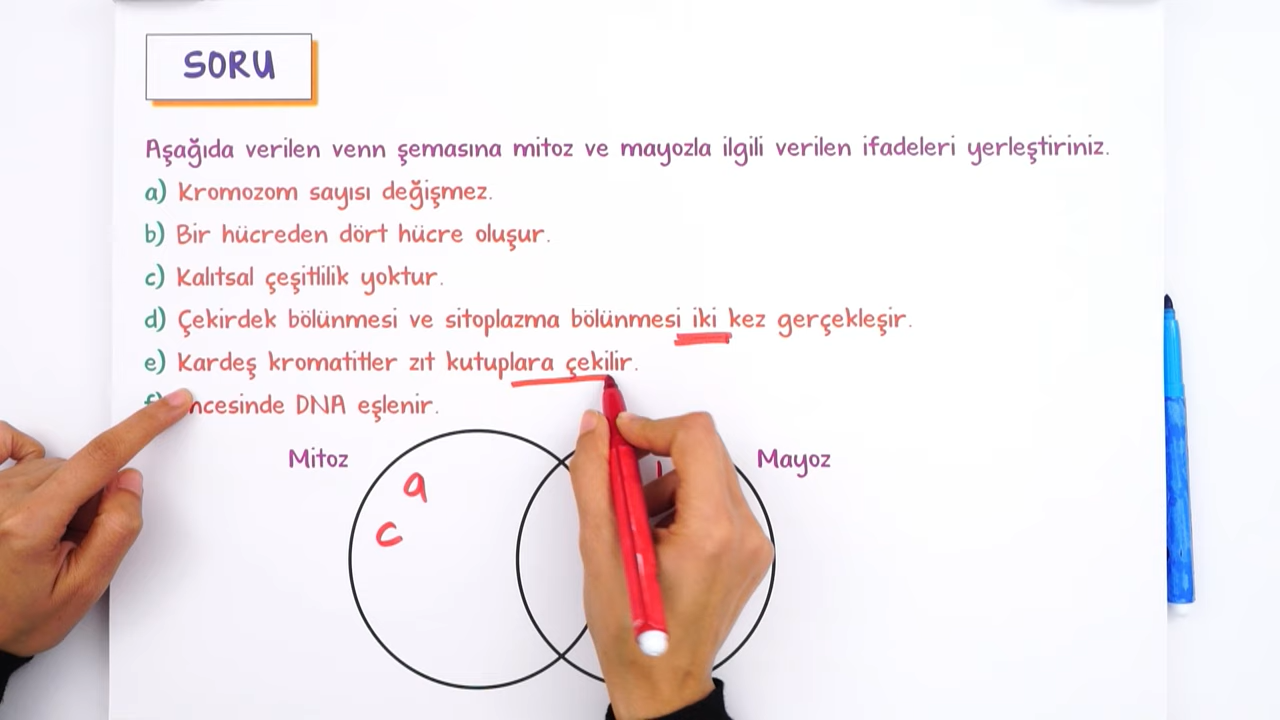 SORU
Aşağıda verilen venn şemasına mitoz ve mayozla ilgili verilen ifadeleri yerleştiriniz.
a) Kromozom sayısı değişmez.
b) Bir hücreden dört hücre oluşur.
c) Kalıtsal çeşitlilik yoktur.
d) Çekirdek bölünmesi ve sitoplazma bölünmesi iki kez gerçekleşir.
e) Kardeş kromatitler zıt kutuplara çekilir.
DNA eşlenir.
Mitoz
Mayoz
a
c